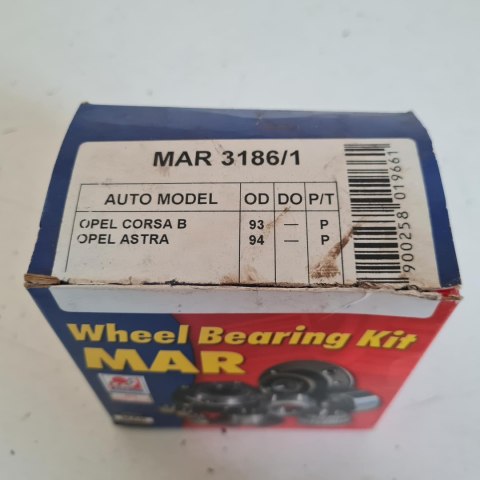 MAR 3186/1
AUTO MODEL OD DO P/T
OPEL CORSA B 93 — P
OPEL ASTRA 94 — P
900258 019661
Wheel Bearing Kit
MAR